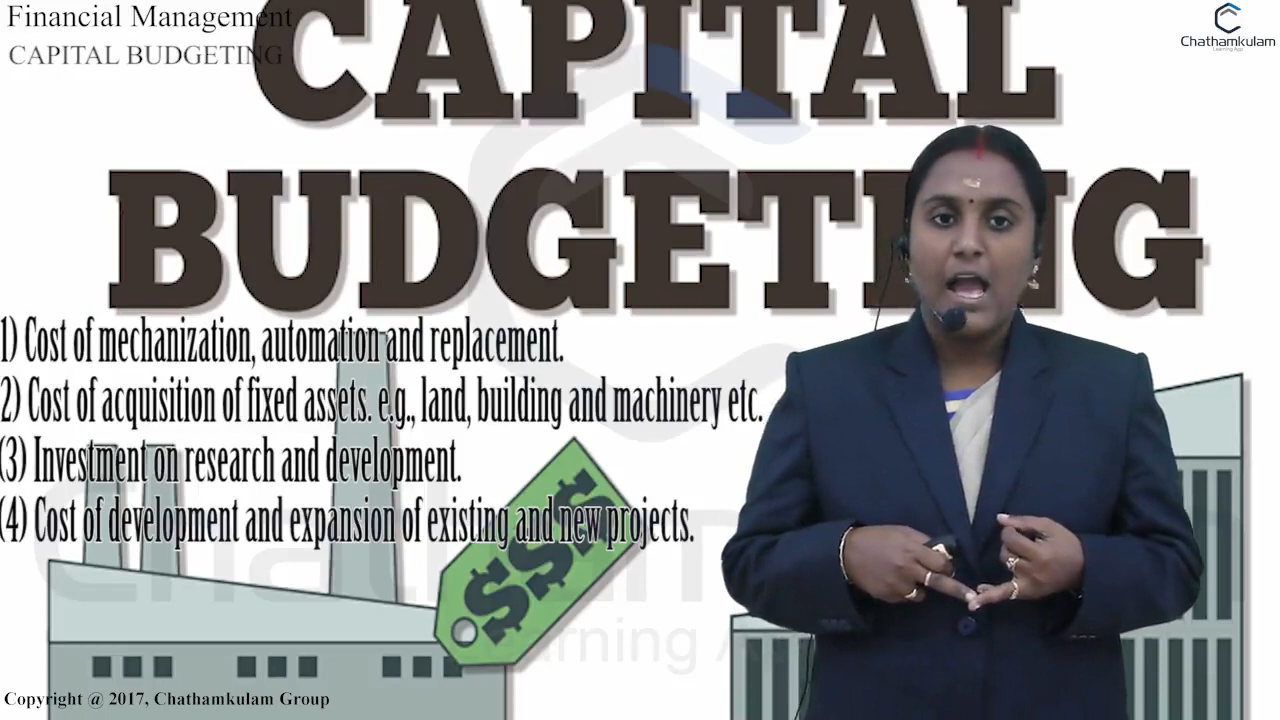 Financial Management
CAPITAL BUDGETING
Chathamkulam
Learning App
CAPITAL
BUDGETING
1) Cost of mechanization, automation and replacement.
2) Cost of acquisition of fixed assets. e.g., land, building and machinery etc.
(3) Investment on research and development.
(4) Cost of development and expansion of existing and new projects.
$$$
Copyright @ 2017, Chathamkulam Group